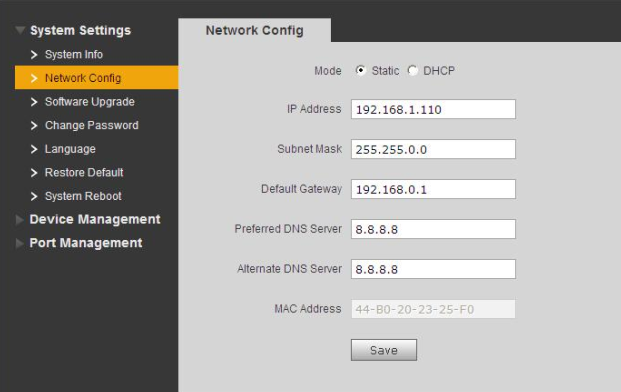 System Settings
System Info
Network Config
Software Upgrade
Change Password
Language
Restore Default
System Reboot
Device Management
Port Management
Network Config
Mode Static DHCP
IP Address 192.168.1.110
Subnet Mask 255.255.0.0
Default Gateway 192.168.0.1
Preferred DNS Server 8.8.8.8
Alternate DNS Server 8.8.8.8
MAC Address 44-B0-20-23-25-F0
Save